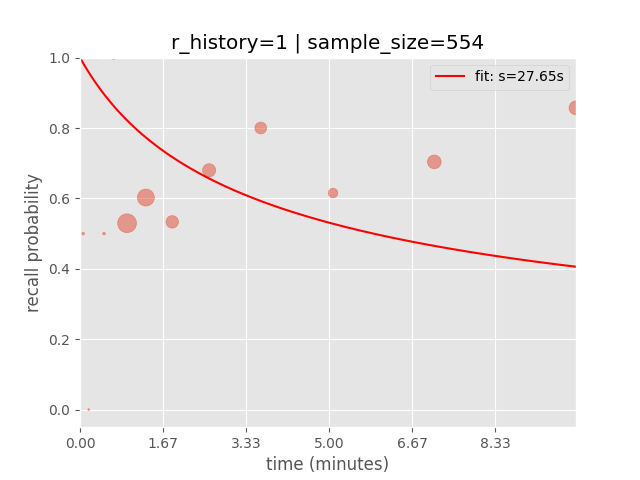 r_history=1 | sample_size=554
fit: s=27.65s
recall probability
1.0
0.8
0.6
0.4
0.2
0.0
0.00 1.67 3.33 5.00 6.67 8.33
time (minutes)